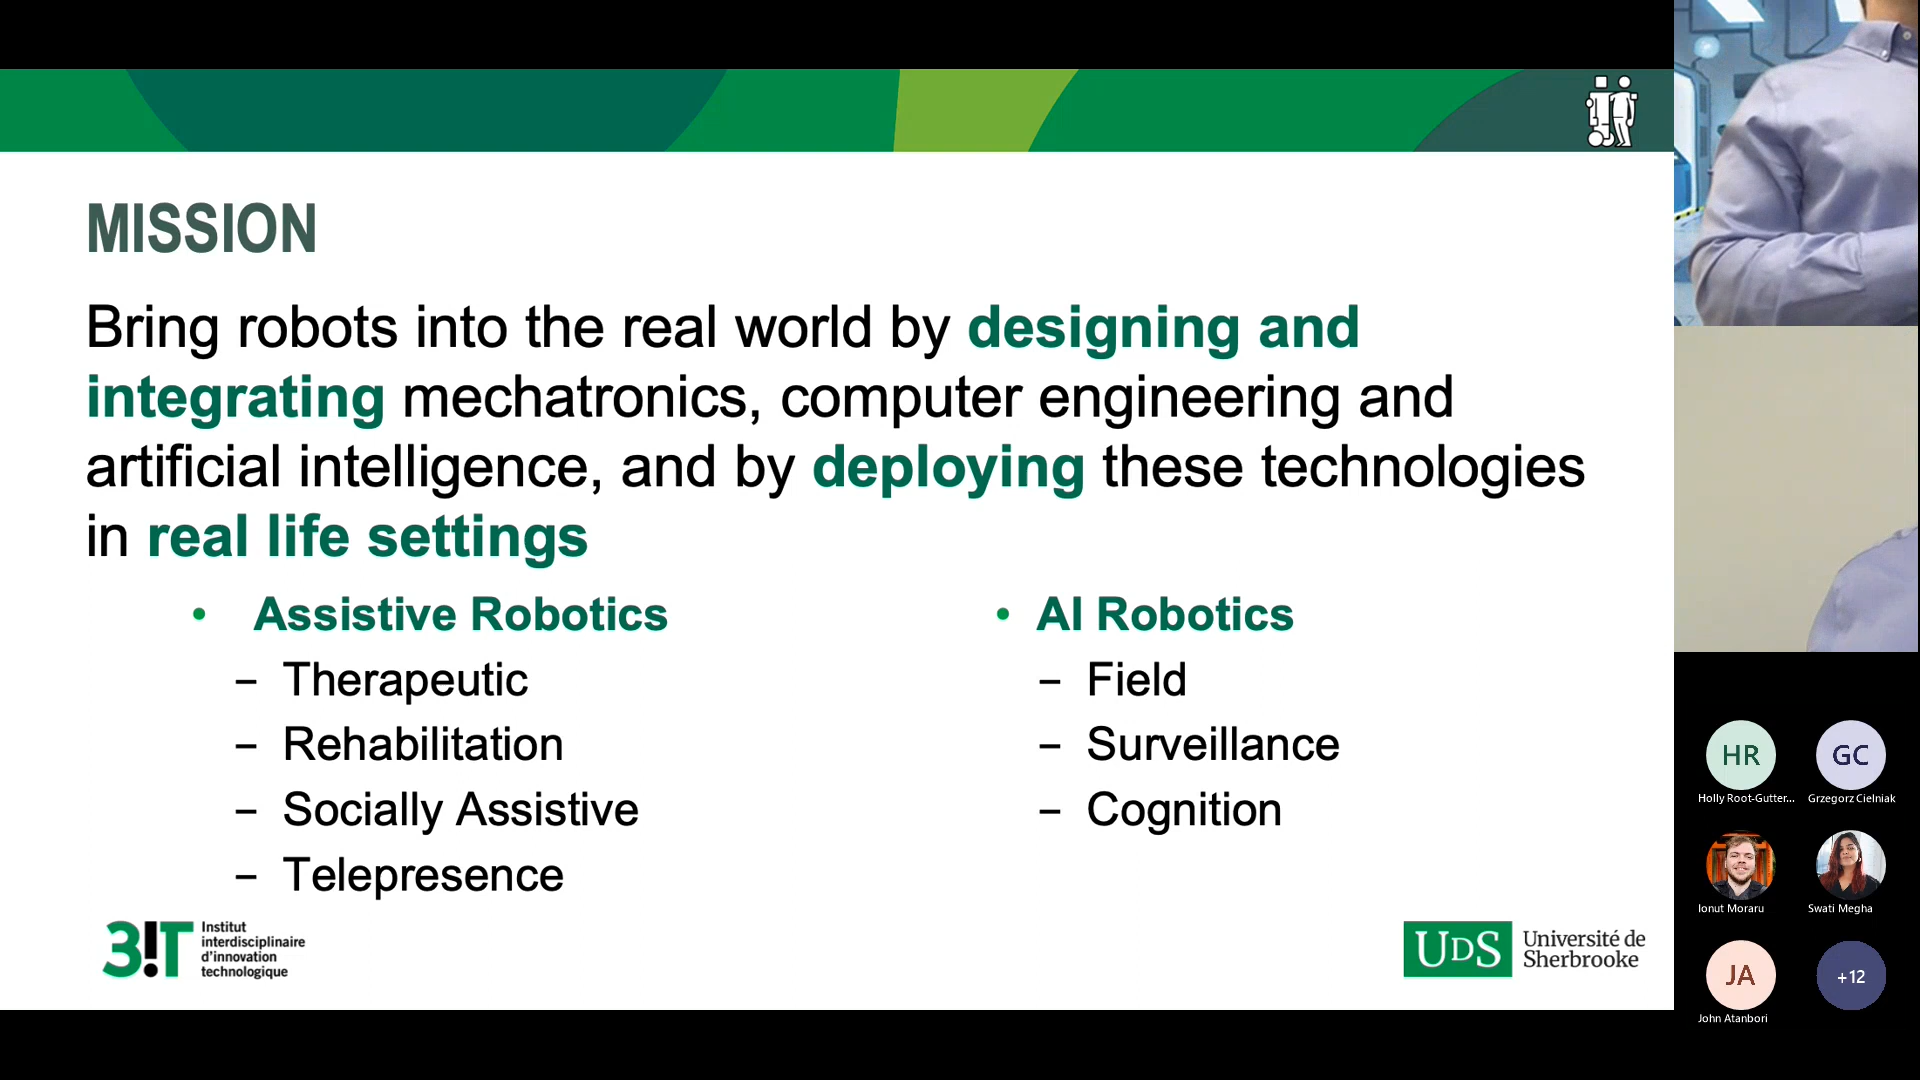 MISSION
Bring robots into the real world by designing and
integrating mechatronics, computer engineering and
artificial intelligence, and by deploying these technologies
in real life settings
• Assistive Robotics
– Therapeutic
– Rehabilitation
– Socially Assistive
– Telepresence
• AI Robotics
– Field
– Surveillance
– Cognition
3!T
Institut
interdisciplinaire
d'innovation
technologique
UDS
Université de
Sherbrooke
HR
Holly Root-Gutter...
GC
Grzegorz Cielniak
Ionut Moraru
Swati Megha
JA
John Atanbori
+12